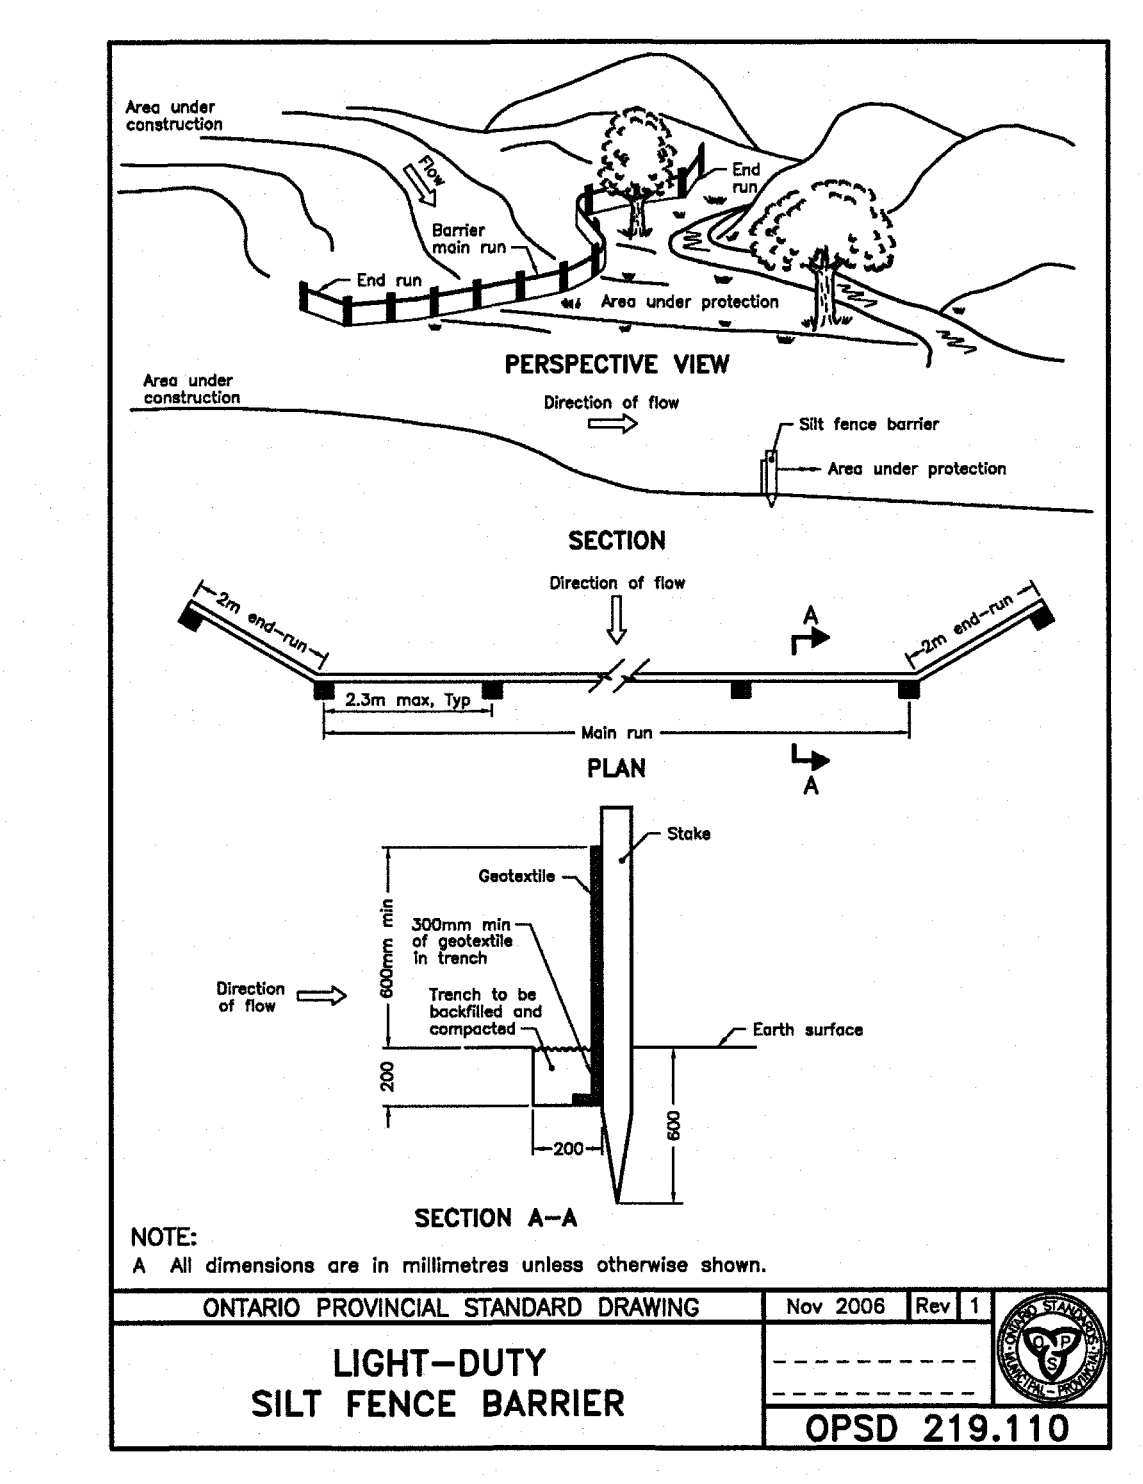 Area under
construction
Flow
End
run
Barrier
main run
End run
Area under protection
PERSPECTIVE VIEW
Area under
construction
Direction of flow
Silt fence barrier
Area under protection
SECTION
Direction of flow
2m end-run
A
2m end-run
2.3m max, Typ
Main run
PLAN
A
Stake
Geotextile
600mm min
300mm min
of geotextile
in trench
Direction
of flow
Trench to be
backfilled and
compacted
Earth surface
200
600
200
SECTION A-A
NOTE:
A All dimensions are in millimetres unless otherwise shown.
ONTARIO PROVINCIAL STANDARD DRAWING
Nov 2006
Rev
1
LIGHT-DUTY
SILT FENCE BARRIER
ONTARIO STANDARDS
MUNICIPAL-PROVINCIAL
O P
S
OPSD 219.110